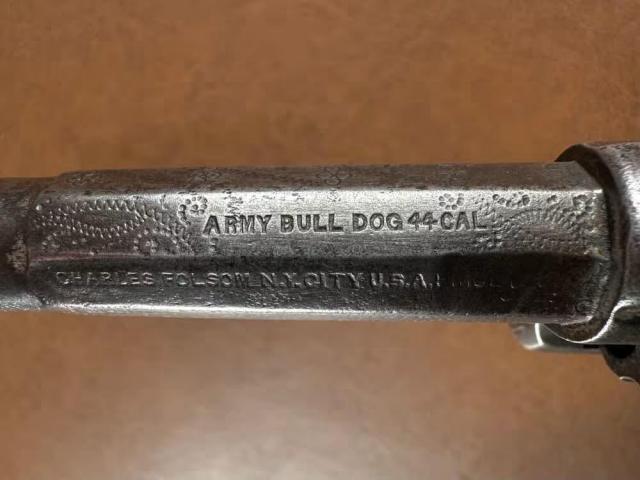 ARMY BULL DOG 44 CAL
CHARLES FOLSOM. N.Y. CITY U.S.A.